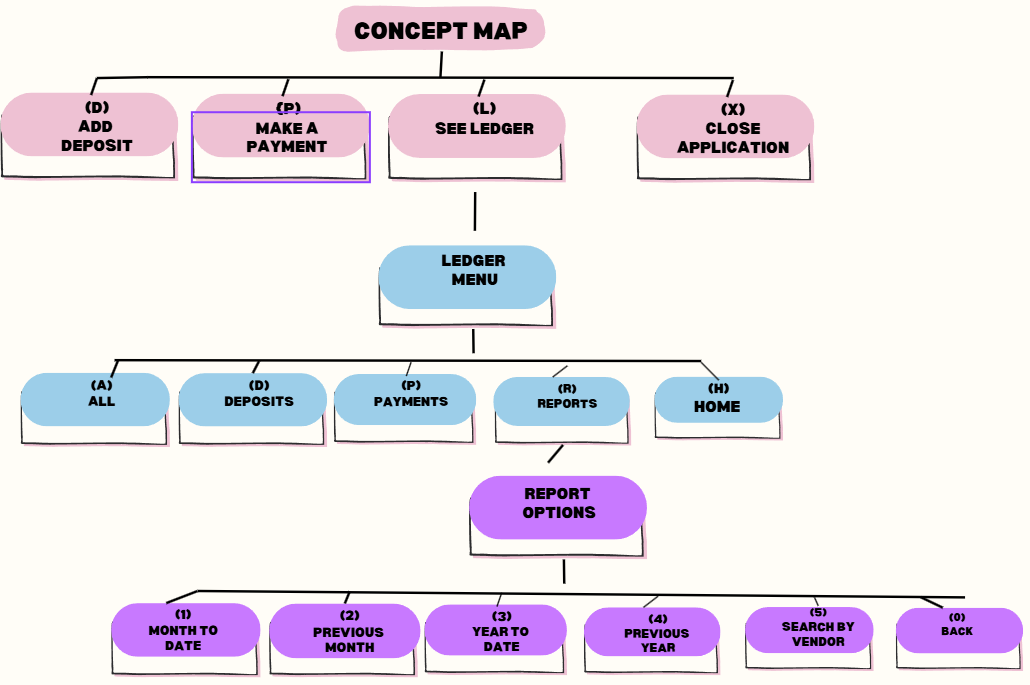 CONCEPT MAP
(D)
ADD
DEPOSIT
(P)
MAKE A
PAYMENT
(L)
SEE LEDGER
(X)
CLOSE
APPLICATION
LEDGER
MENU
(A)
ALL
(D)
DEPOSITS
(P)
PAYMENTS
(R)
REPORTS
(H)
HOME
REPORT
OPTIONS
(1)
MONTH TO
DATE
(2)
PREVIOUS
MONTH
(3)
YEAR TO
DATE
(4)
PREVIOUS
YEAR
(5)
SEARCH BY
VENDOR
(0)
BACK